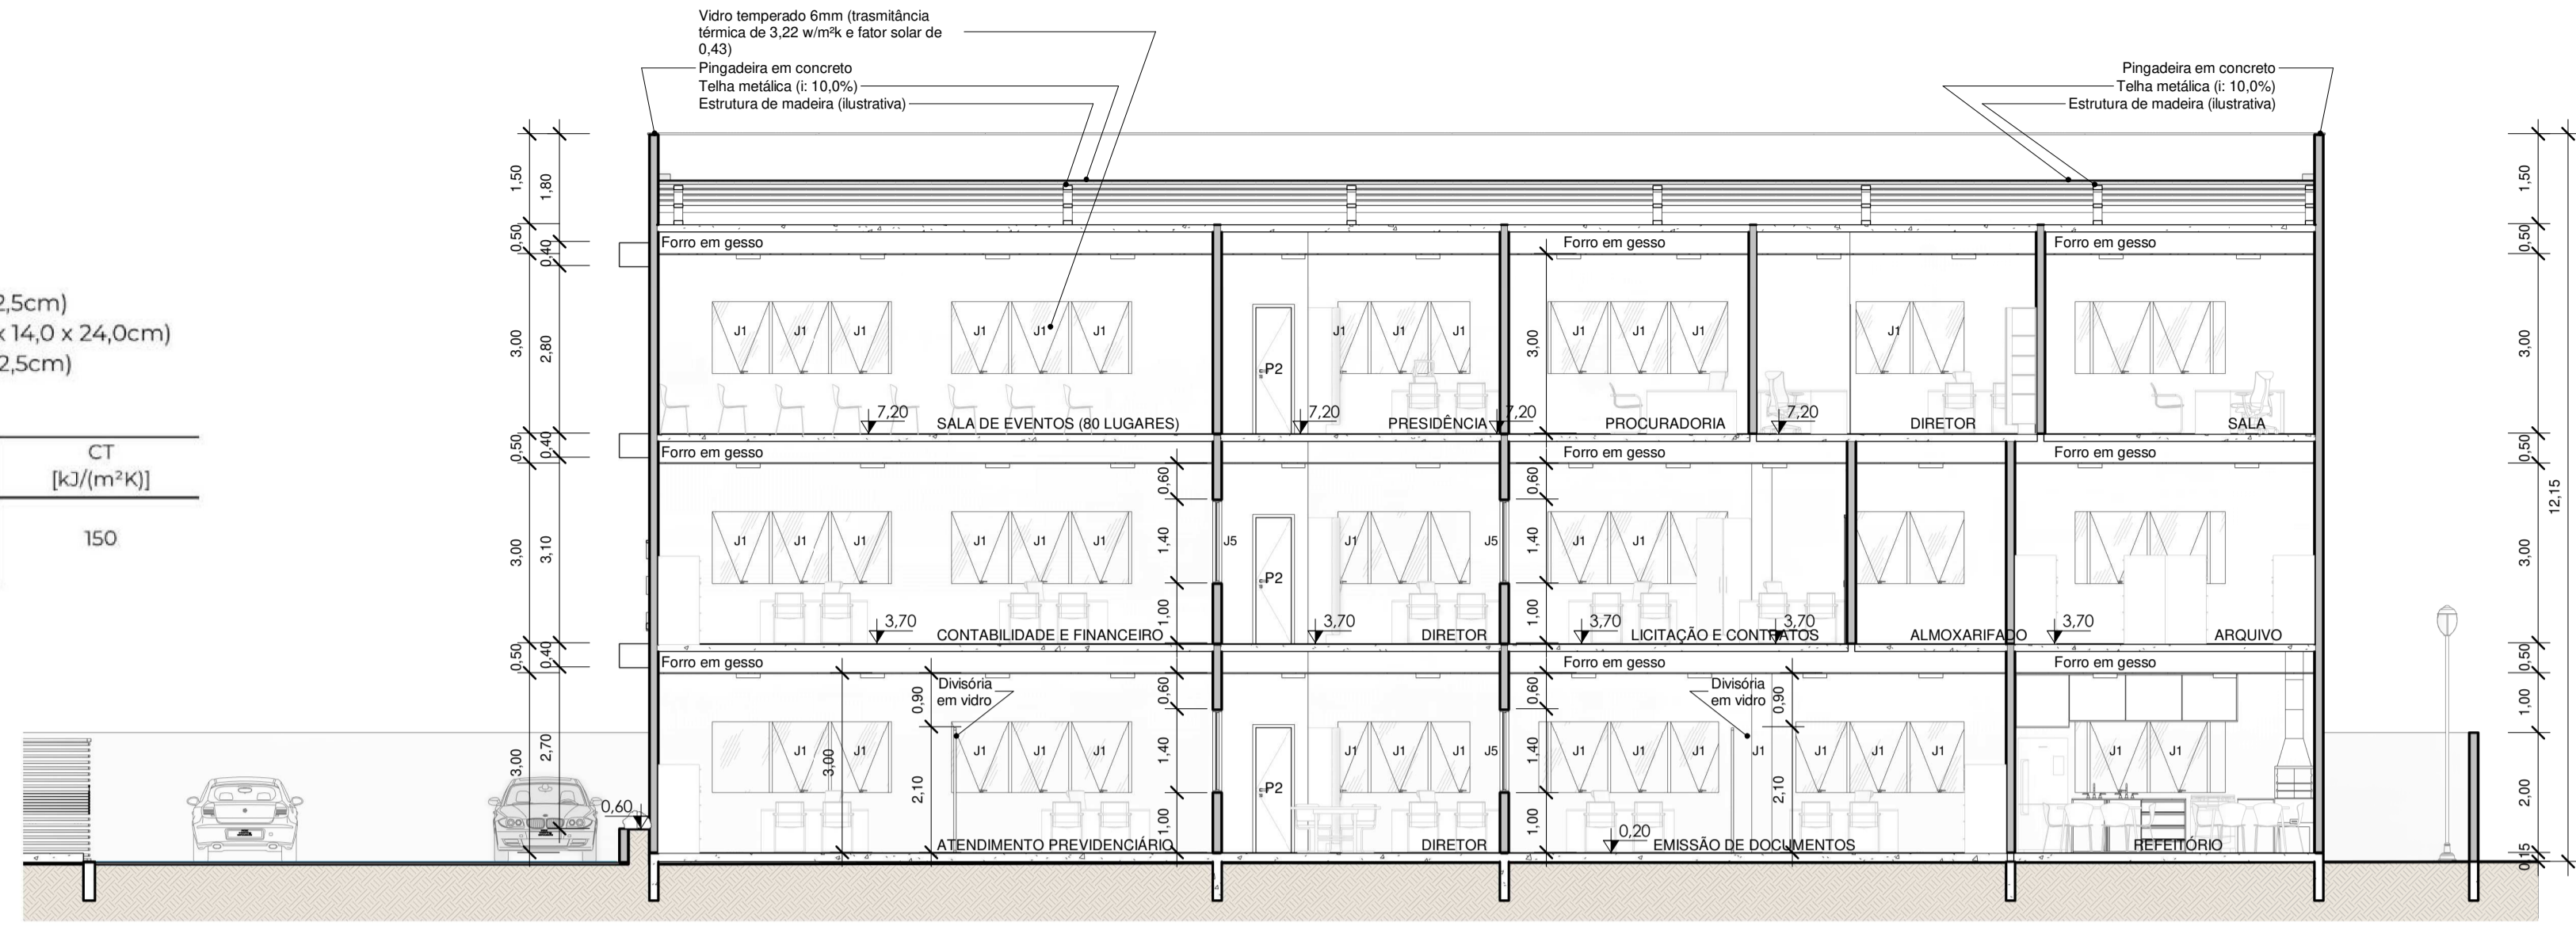 Vidro temperado 6mm (trasmitância
térmica de 3,22 w/m²k e fator solar de
0,43)
Pingadeira em concreto
Telha metálica (i: 10,0%)
Estrutura de madeira (ilustrativa)
Pingadeira em concreto
Telha metálica (i: 10,0%)
Estrutura de madeira (ilustrativa)
2,5cm)
x 14,0 x 24,0cm)
2,5cm)
CT
[kJ/(m²K)]
150
1,50
1,80
0,50
0,40
3,00
2,80
0,50
0,40
3,00
3,10
0,50
0,40
3,00
2,70
0,60
Forro em gesso
Forro em gesso
Forro em gesso
J1 J1 J1 J1 J1 J1
P2
J1 J1 J1
3,00
J1 J1 J1
J1
7,20
SALA DE EVENTOS (80 LUGARES)
7,20
PRESIDÊNCIA
7,20
PROCURADORIA
7,20
DIRETOR
SALA
Forro em gesso
Forro em gesso
Forro em gesso
0,60
1,40
1,00
0,60
1,40
1,00
J1 J1 J1 J1 J1 J1
J5
P2
J1
J5
J1 J1
3,70
CONTABILIDADE E FINANCEIRO
3,70
DIRETOR
3,70
LICITAÇÃO E CONTRATOS
3,70
ALMOXARIFADO
3,70
ARQUIVO
Forro em gesso
Forro em gesso
Forro em gesso
Divisória
em vidro
Divisória
em vidro
3,00
0,90
2,10
0,60
1,40
1,00
0,60
1,40
1,00
0,90
2,10
J1 J1 J1 J1 J1
P2
J1 J1 J1
J5
J1 J1 J1 J1 J1 J1 J1
J1 J1
ATENDIMENTO PREVIDENCIÁRIO
DIRETOR
0,20
EMISSÃO DE DOCUMENTOS
REFEITÓRIO
1,50
0,50
3,00
0,50
3,00
0,50
1,00
2,00
0,15
12,15